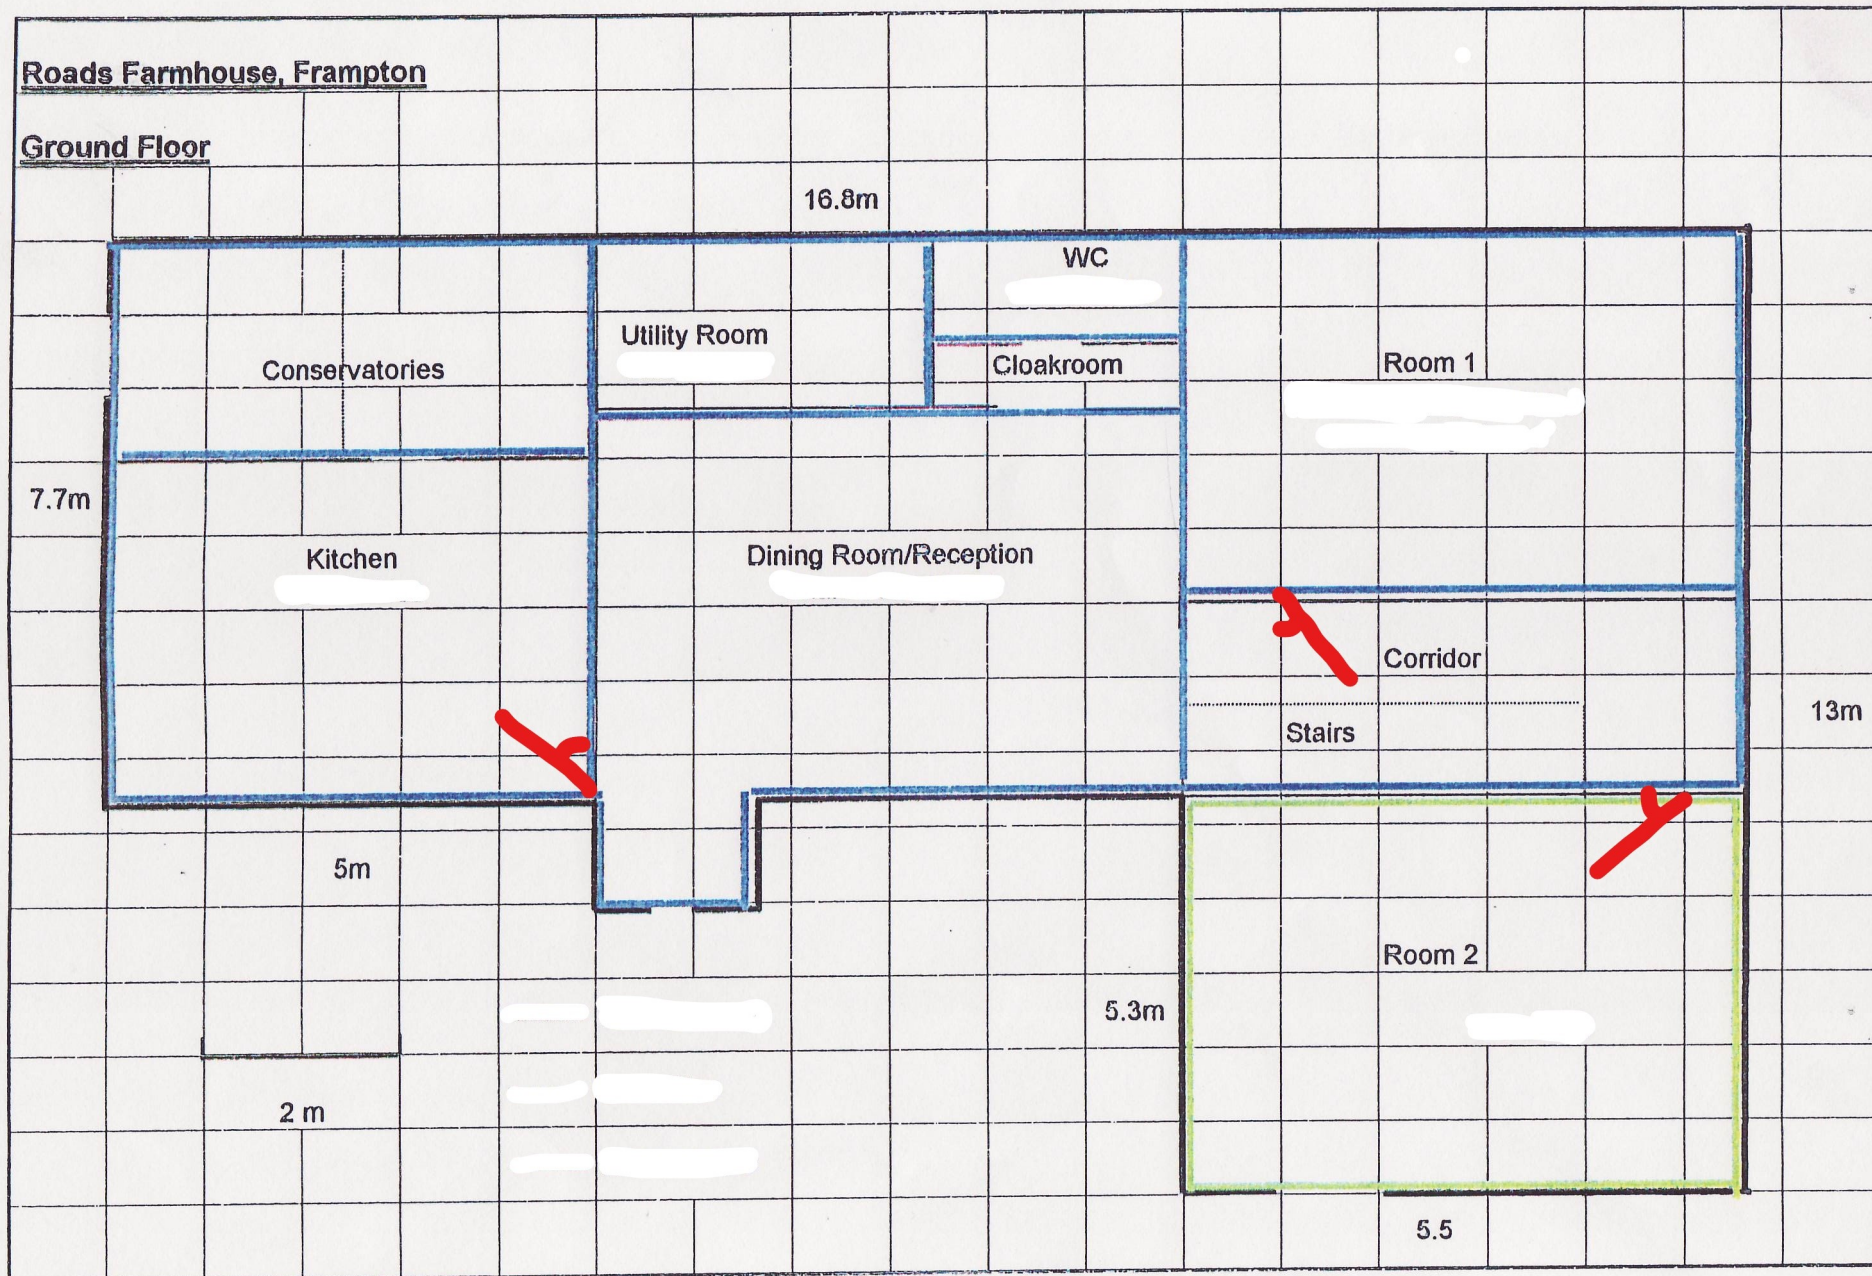 Roads Farmhouse, Frampton
Ground Floor
16.8m
WC
Utility Room
Cloakroom
Room 1
Conservatories
7.7m
Kitchen
Dining Room/Reception
Corridor
Stairs
13m
5m
Room 2
5.3m
2 m
5.5